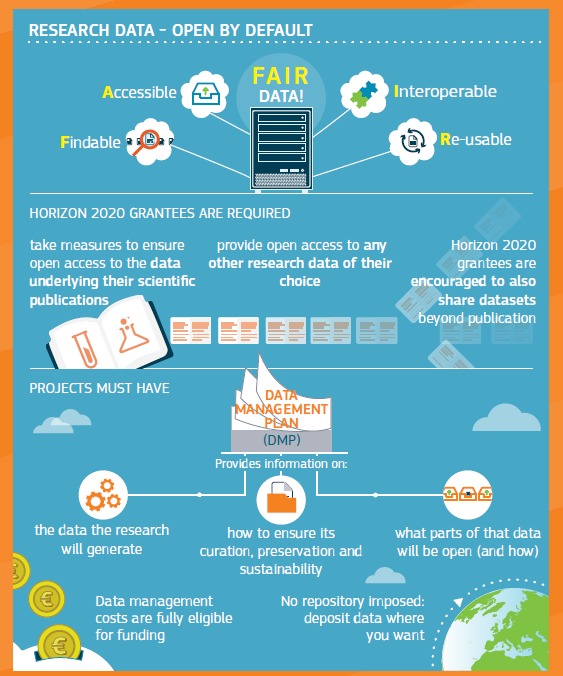 RESEARCH DATA - OPEN BY DEFAULT
FAIR
DATA!
Accessible
Interoperable
Findable
Re-usable
HORIZON 2020 GRANTEES ARE REQUIRED
take measures to ensure
open access to the data
underlying their scientific
publications
provide open access to any
other research data of their
choice
Horizon 2020
grantees are
encouraged to also
share datasets
beyond publication
PROJECTS MUST HAVE
DATA
MANAGEMENT
PLAN
(DMP)
Provides information on:
the data the research
will generate
how to ensure its
curation, preservation and
sustainability
what parts of that data
will be open (and how)
Data management
costs are fully eligible
for funding
No repository imposed:
deposit data where
you want
€
€
€